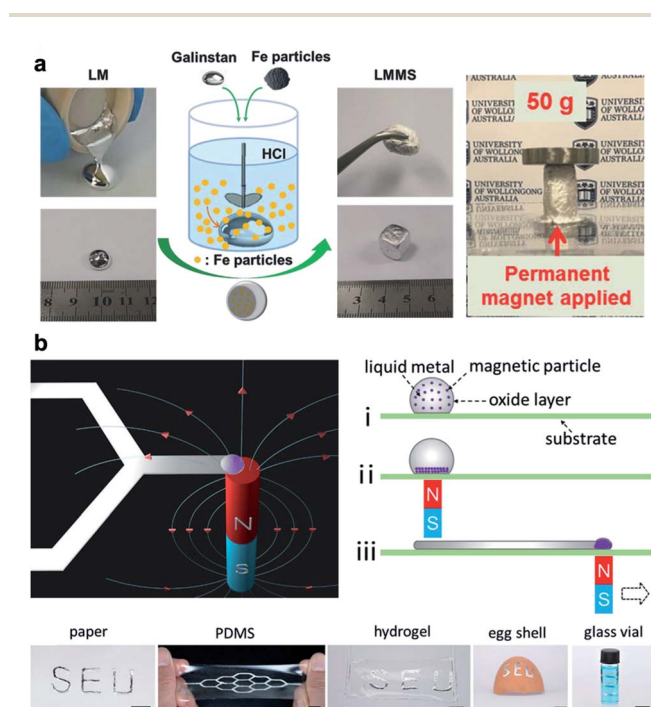 a
LM
Galinstan
Fe particles
LMMS
HCl
: Fe particles
8 9 10 11 12
3 4 5 6
50 g
UNIVERSITY OF WOLLONGONG AUSTRALIA
Permanent
magnet applied
b
N
S
liquid metal
magnetic particle
oxide layer
substrate
i
ii
N
S
iii
N
S
paper
PDMS
hydrogel
egg shell
glass vial
SEU
SEU
SEU